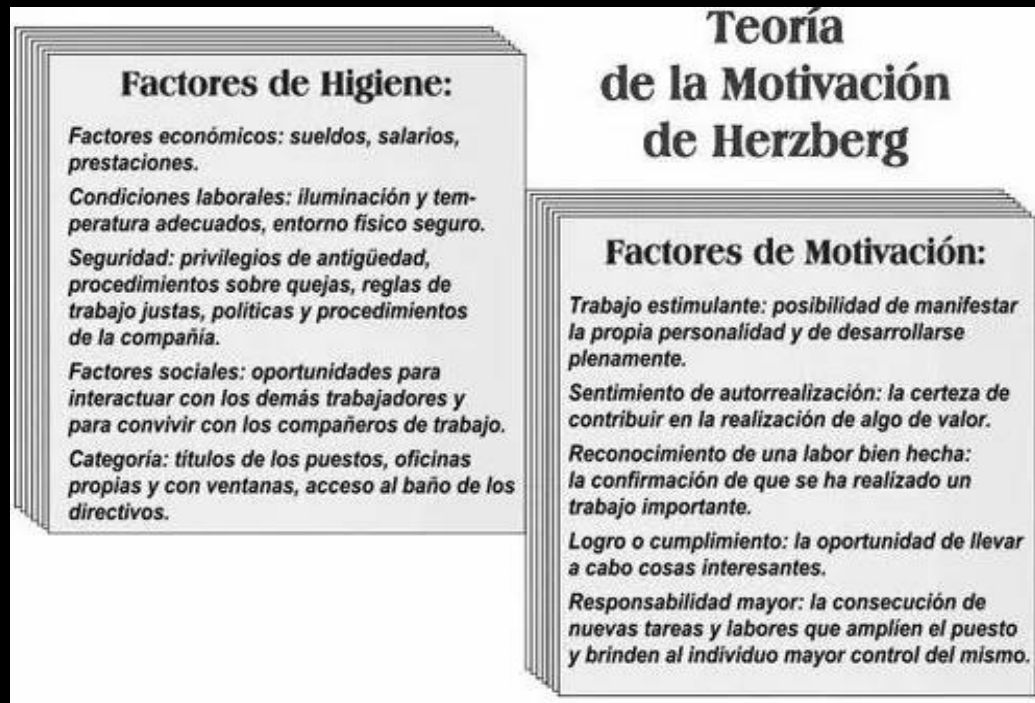 Teoría
de la Motivación
de Herzberg
Factores de Higiene:
Factores económicos: sueldos, salarios,
prestaciones.
Condiciones laborales: iluminación y tem-
peratura adecuados, entorno físico seguro.
Seguridad: privilegios de antigüedad,
procedimientos sobre quejas, reglas de
trabajo justas, políticas y procedimientos
de la compañía.
Factores sociales: oportunidades para
interactuar con los demás trabajadores y
para convivir con los compañeros de trabajo.
Categoría: títulos de los puestos, oficinas
propias y con ventanas, acceso al baño de los
directivos.
Factores de Motivación:
Trabajo estimulante: posibilidad de manifestar
la propia personalidad y de desarrollarse
plenamente.
Sentimiento de autorrealización: la certeza de
contribuir en la realización de algo de valor.
Reconocimiento de una labor bien hecha:
la confirmación de que se ha realizado un
trabajo importante.
Logro o cumplimiento: la oportunidad de llevar
a cabo cosas interesantes.
Responsabilidad mayor: la consecución de
nuevas tareas y labores que amplíen el puesto
y brinden al individuo mayor control del mismo.